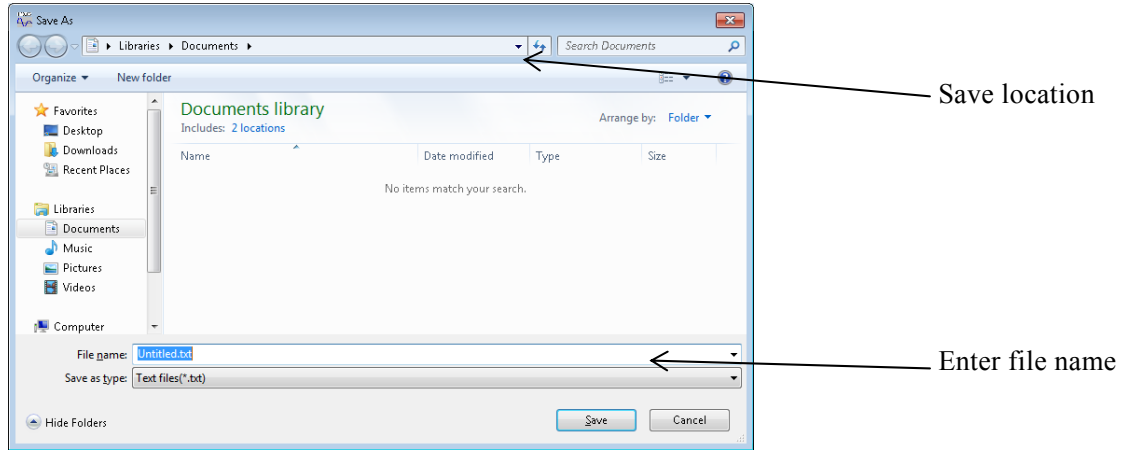 Save As
Libraries Documents
Search Documents
Organize New folder
Save location
Favorites
Desktop
Downloads
Recent Places
Libraries
Documents
Music
Pictures
Videos
Computer
Documents library
Includes: 2 locations
Arrange by: Folder
Name Date modified Type Size
No items match your search.
File name: Untitled.txt
Enter file name
Save as type: Text files(*.txt)
Hide Folders
Save Cancel